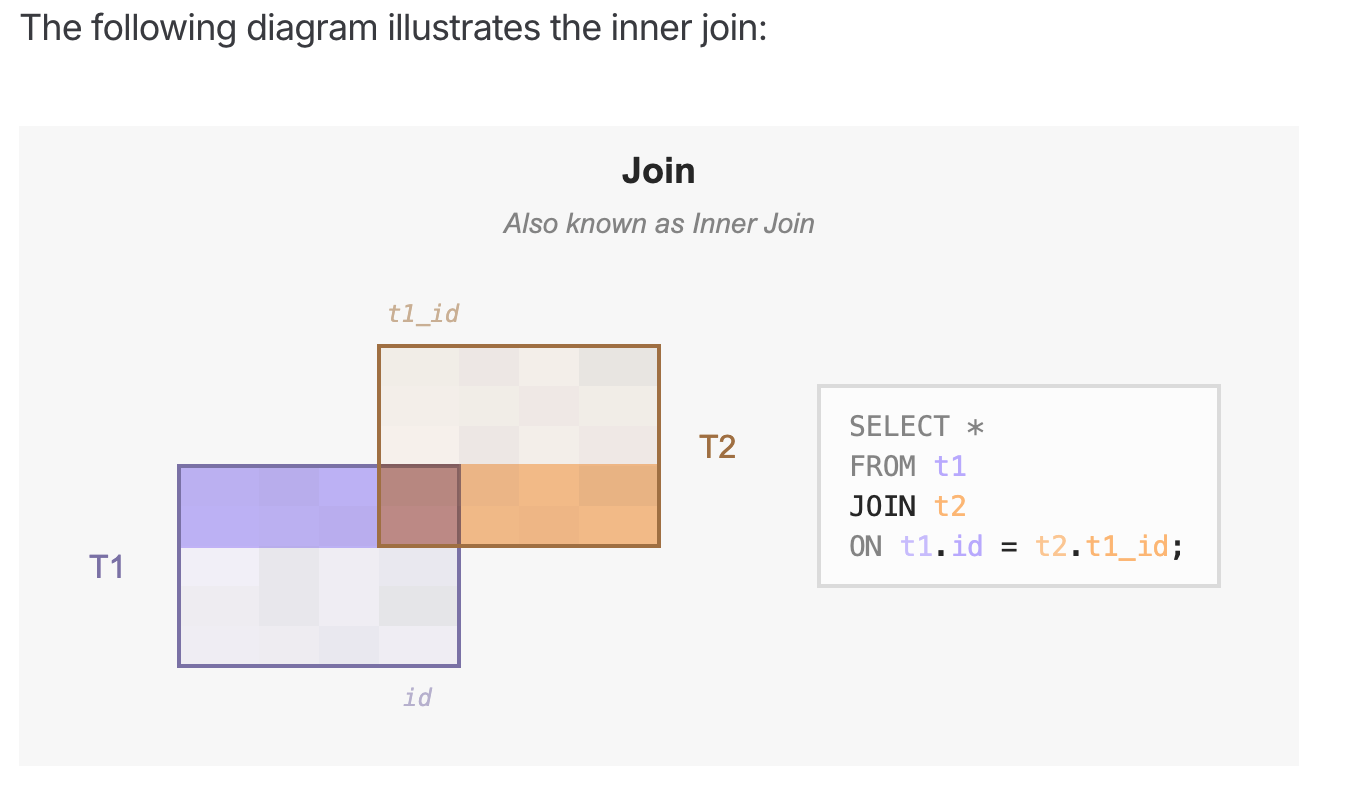 The following diagram illustrates the inner join:
Join
Also known as Inner Join
t1_id
T2
T1
id
SELECT *
FROM t1
JOIN t2
ON t1.id = t2.t1_id;